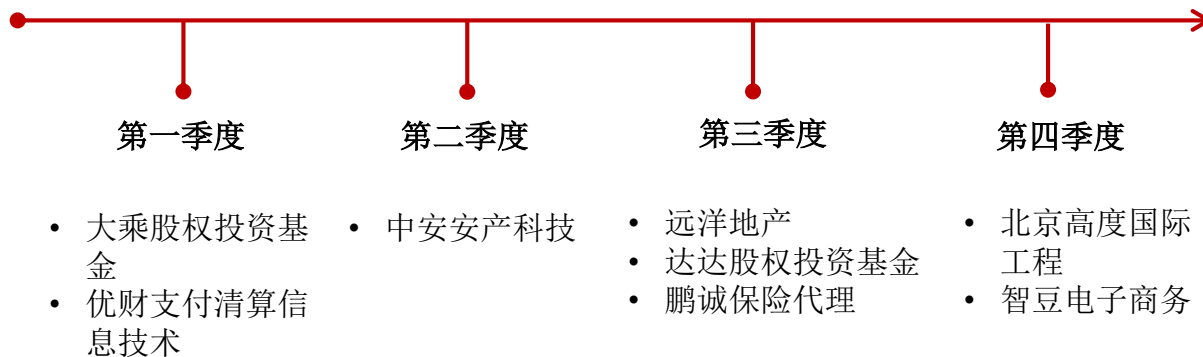 第一季度
• 大乘股权投资基
金
• 优财支付清算信
息技术
第二季度
• 中安安产科技
第三季度
• 远洋地产
• 达达股权投资基金
• 鹏诚保险代理
第四季度
• 北京高度国际
工程
• 智豆电子商务